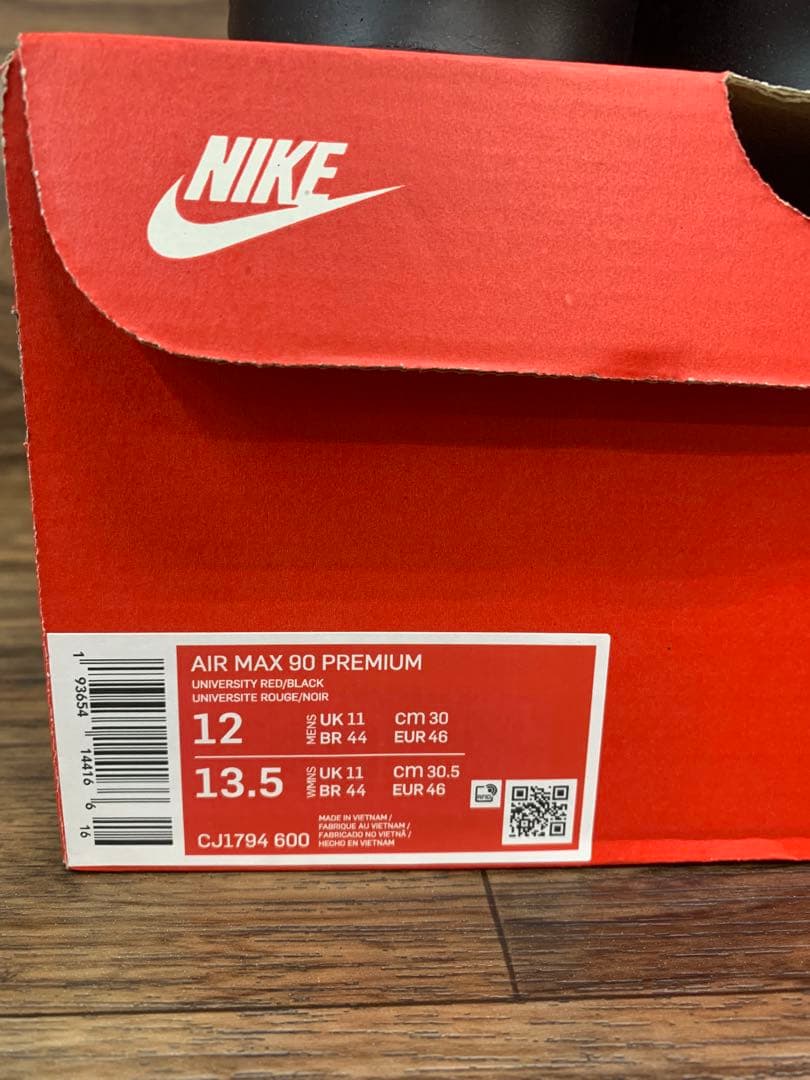 NIKE
AIR MAX 90 PREMIUM
UNIVERSITY RED/BLACK
UNIVERSITE ROUGE/NOIR
12 MENS UK 11 cm 30
BR 44 EUR 46
13.5 WMNS UK 11 cm 30.5
BR 44 EUR 46
CJ1794 600
MADE IN VIETNAM /
FABRIQUE AU VIETNAM /
FABRICADO NO VIETNÃ /
HECHO EN VIETNAM
RFID
1 93654 14416 6 16